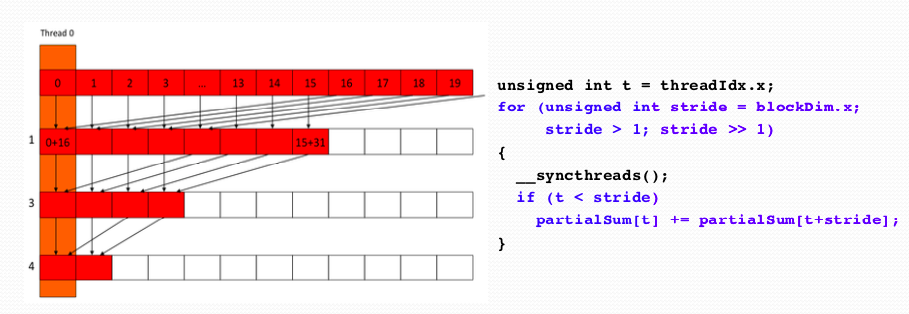 Thread 0
0 1 2 3 ... 13 14 15 16 17 18 19
1 0+16 15+31
3
4
unsigned int t = threadIdx.x;
for (unsigned int stride = blockDim.x;
stride > 1; stride >> 1)
{
__syncthreads();
if (t < stride)
partialSum[t] += partialSum[t+stride];
}